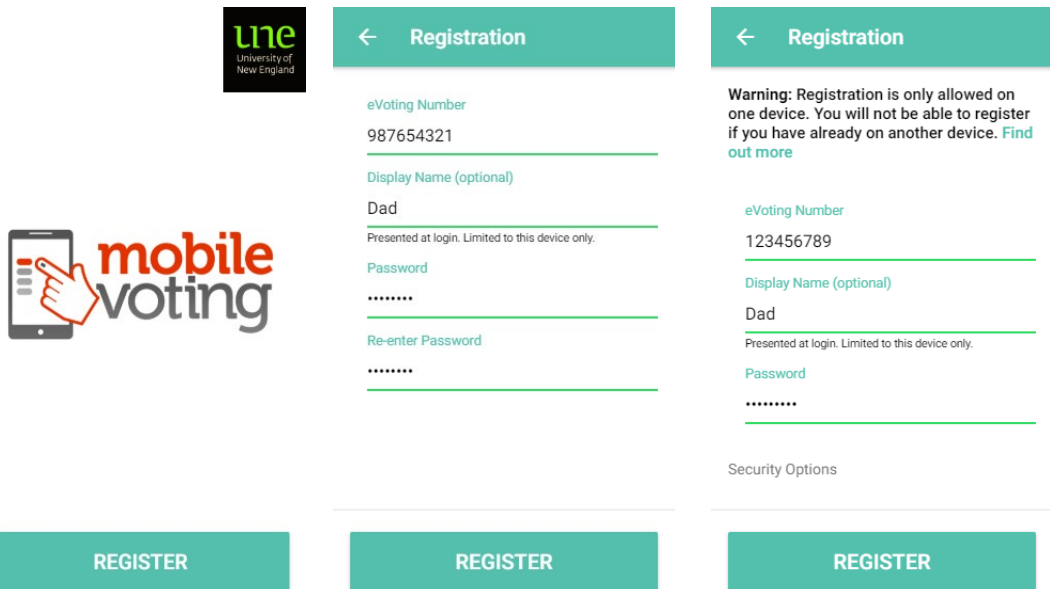 une
University of
New England
mobile
voting
REGISTER
← Registration
eVoting Number
987654321
Display Name (optional)
Dad
Presented at login. Limited to this device only.
Password
••••••••
Re-enter Password
••••••••
REGISTER
← Registration
Warning: Registration is only allowed on
one device. You will not be able to register
if you have already on another device. Find
out more
eVoting Number
123456789
Display Name (optional)
Dad
Presented at login. Limited to this device only.
Password
•••••••••
Security Options
REGISTER